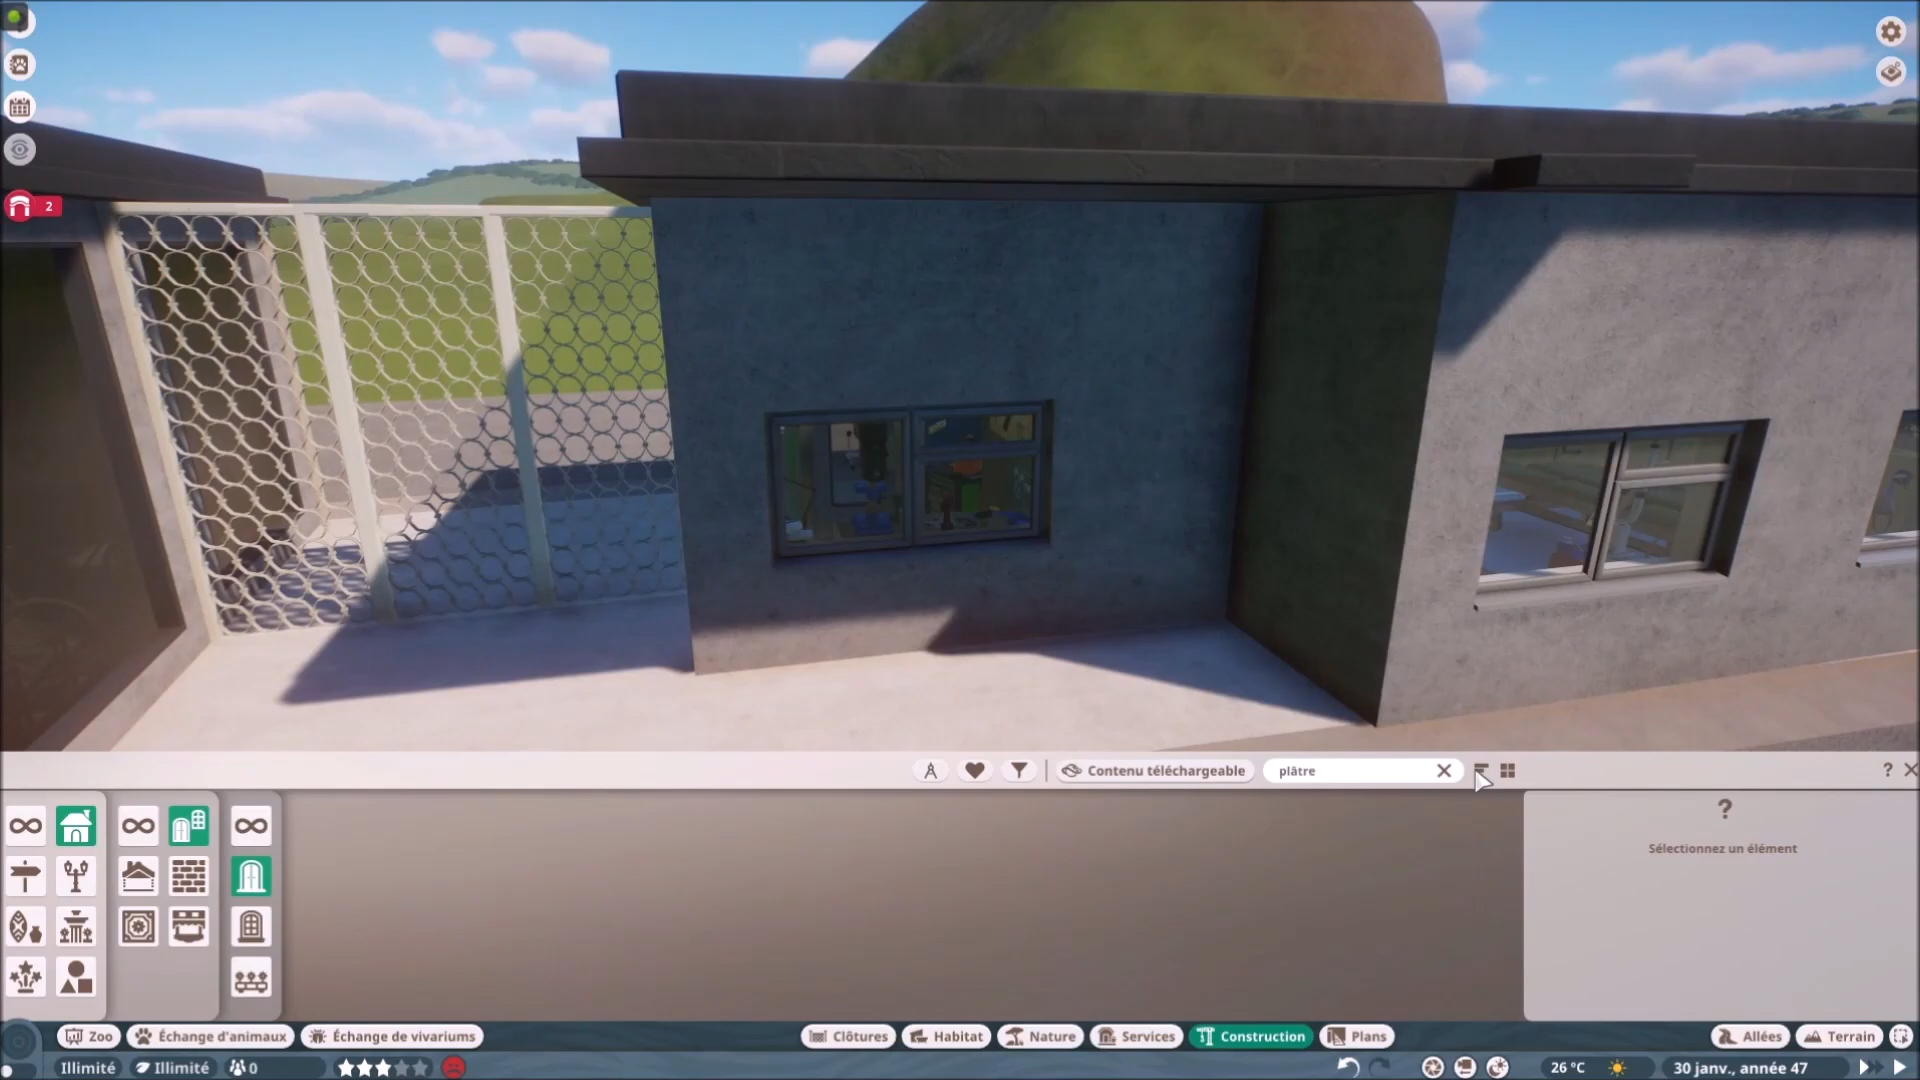 2
Contenu téléchargeable
plâtre
?
?
Sélectionnez un élément
Zoo
Échange d'animaux
Échange de vivariums
Clôtures
Habitat
Nature
Services
Construction
Plans
Allées
Terrain
Illimité
Illimité
0
26 °C
30 janv., année 47